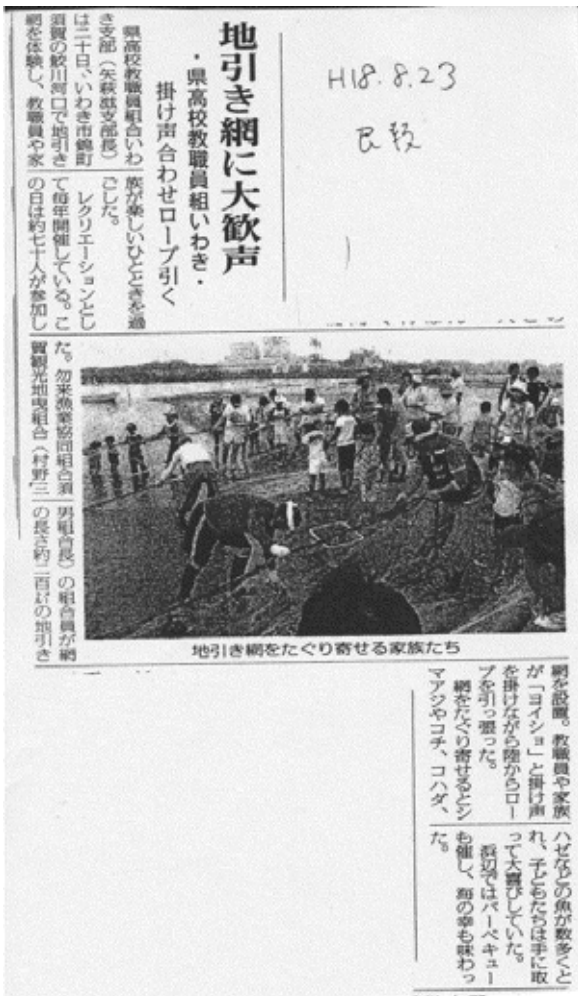 H18.8.23
民報
地引き網に大歓声
・県高校教職員組いわき・
掛け声合わせロープ引く
県高校教職員組合いわ
き支部（矢萩滋支部長）
は二十日、いわき市錦町
須賀の鮫川河口で地引き
網を体験し、教職員や家
族が楽しいひとときを過
ごした。
レクリエーションとし
て毎年開催している。こ
の日は約七十人が参加し
た。勿来漁業協同組合須
賀観光地曳組合（村野三
男組合長）の組合員が網
の長さ約二百㍍の地引き
地引き網をたぐり寄せる家族たち
網を設置。教職員や家族
が「ヨイショ」と掛け声
を掛けながら陸からロー
プを引っ張った。
網をたぐり寄せるとシ
マアジやコチ、コハダ、
ハゼなどの魚が数多くと
れ、子どもたちは手に取
って大喜びしていた。
浜辺ではバーベキュー
も催し、海の幸も味わっ
た。